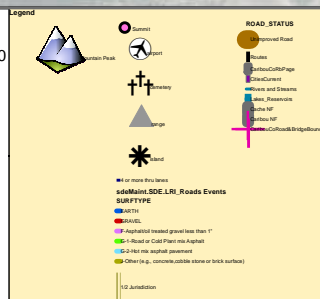 Legend
Mountain Peak
Summit
Airport
Cemetery
range
island
4 or more thru lanes
sdeMaint.SDE.LRI_Roads Events
SURFTYPE
EARTH
GRAVEL
F-Asphalt/oil treated gravel less than 1"
G-1-Road or Cold Plant mix Asphalt
G-2-Hot mix asphalt pavement
J-Other (e.g., concrete,cobble stone or brick surface)
1/2 Jurisdiction
ROAD_STATUS
Unimproved Road
Routes
CaribouCoRbPage
CitiesCurrent
Rivers and Streams
Lakes_Reservoirs
Cache NF
Caribou NF
CaribouCoRoad&BridgeBoun
0